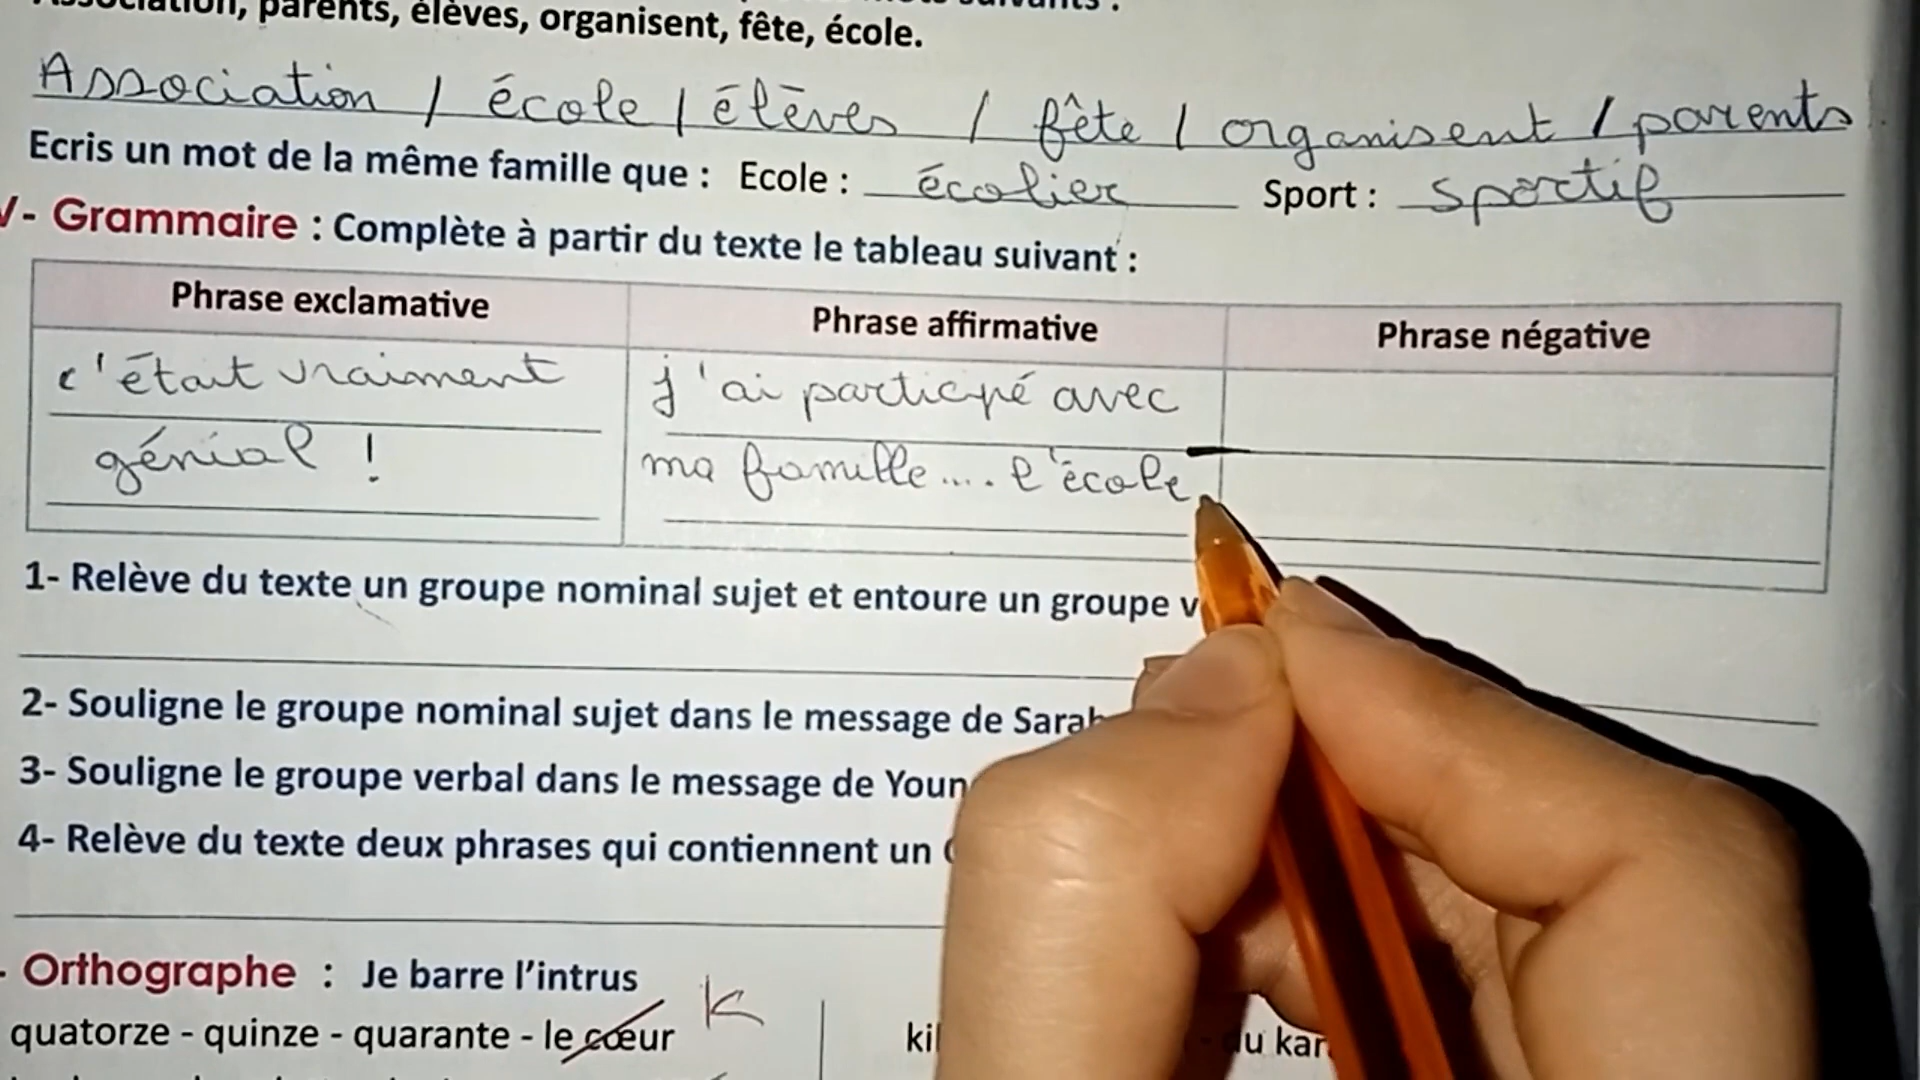 parents, élèves, organisent, fête, école.
Association / école / élèves / fête / organisent / parents
Ecris un mot de la même famille que : Ecole : écolier Sport : sportif
- Grammaire : Complète à partir du texte le tableau suivant :
Phrase exclamative Phrase affirmative Phrase négative
c'était vraiment j'ai participé avec
génial ! ma famille .... l'école
1- Relève du texte un groupe nominal sujet et entoure un groupe
2- Souligne le groupe nominal sujet dans le message de Sarah
3- Souligne le groupe verbal dans le message de Youn
4- Relève du texte deux phrases qui contiennent un
- Orthographe : Je barre l'intrus
quatorze - quinze - quarante - le cœur K